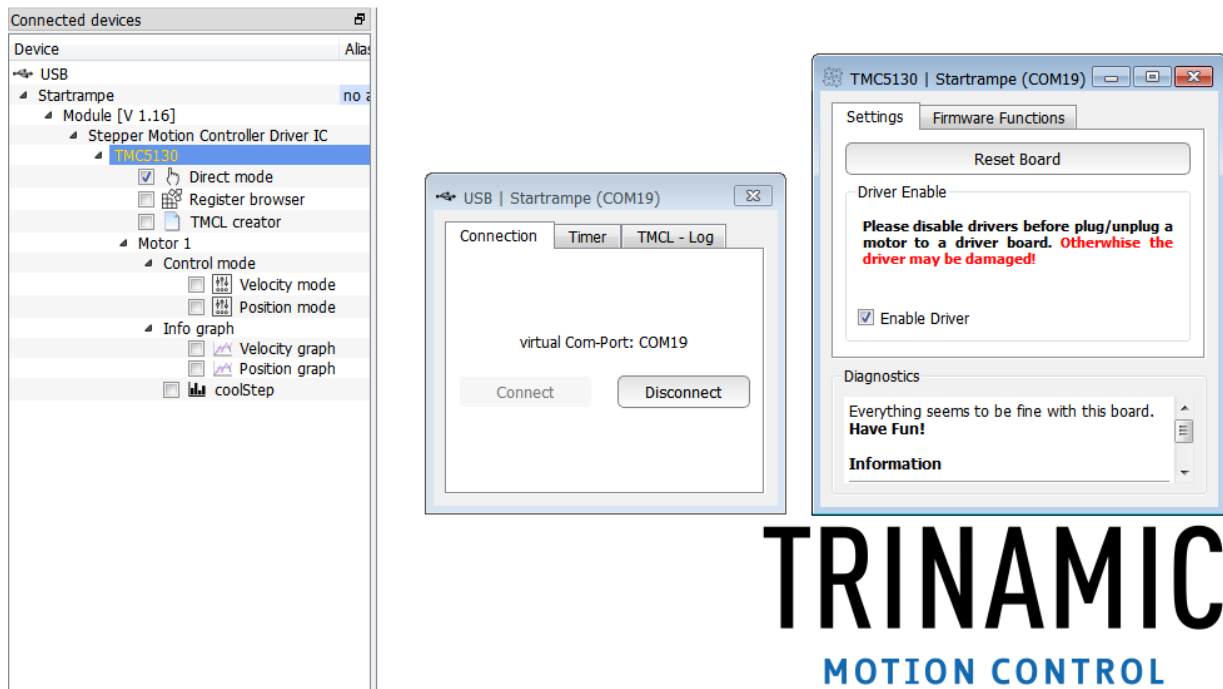 Connected devices
Device
USB
Startrampe
Module [V 1.16]
Stepper Motion Controller Driver IC
TMC5130
Direct mode
Register browser
TMCL creator
Motor 1
Control mode
Velocity mode
Position mode
Info graph
Velocity graph
Position graph
coolStep
USB | Startrampe (COM19)
Connection Timer TMCL - Log
virtual Com-Port: COM19
Connect Disconnect
TMC5130 | Startrampe (COM19)
Settings Firmware Functions
Reset Board
Driver Enable
Please disable drivers before plug/unplug a
motor to a driver board. Otherwhise the
driver may be damaged!
Enable Driver
Diagnostics
Everything seems to be fine with this board.
Have Fun!
Information
TRINAMIC
MOTION CONTROL